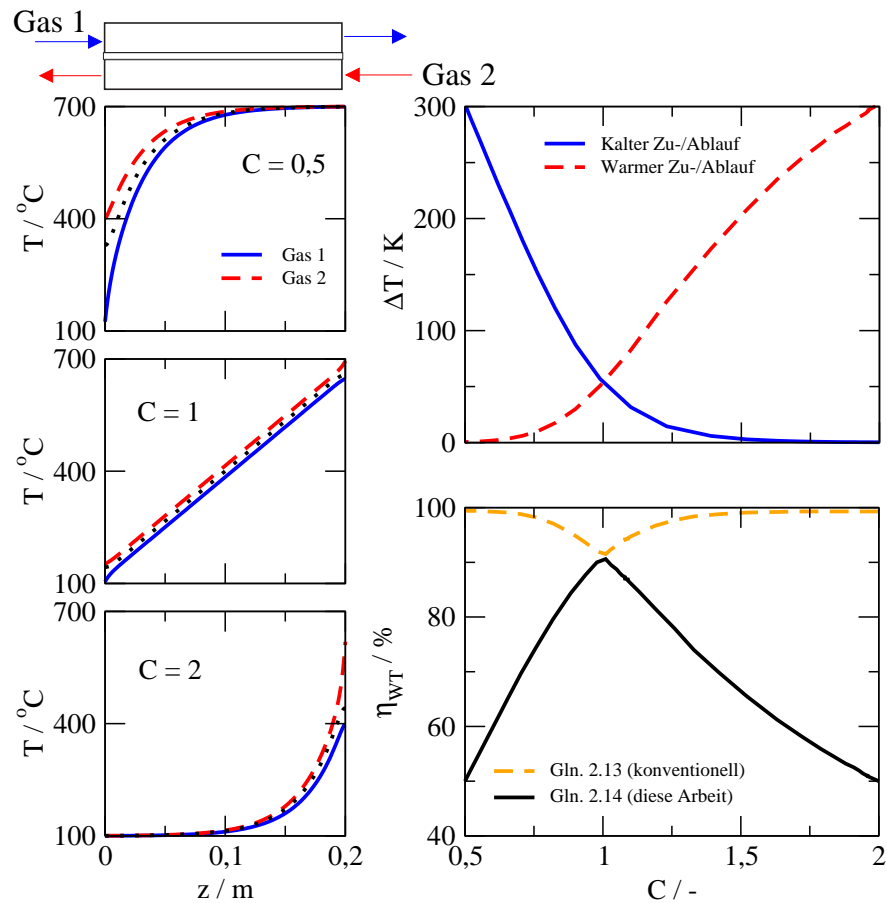 Gas 1
Gas 2
700
400
100
T / °C
C = 0,5
Gas 1
Gas 2
700
400
100
T / °C
C = 1
700
400
100
T / °C
C = 2
0
0,1
0,2
z / m
300
200
100
0
ΔT / K
Kalter Zu-/Ablauf
Warmer Zu-/Ablauf
100
80
60
40
η_WT / %
Gln. 2.13 (konventionell)
Gln. 2.14 (diese Arbeit)
0,5
1
1,5
2
C / -